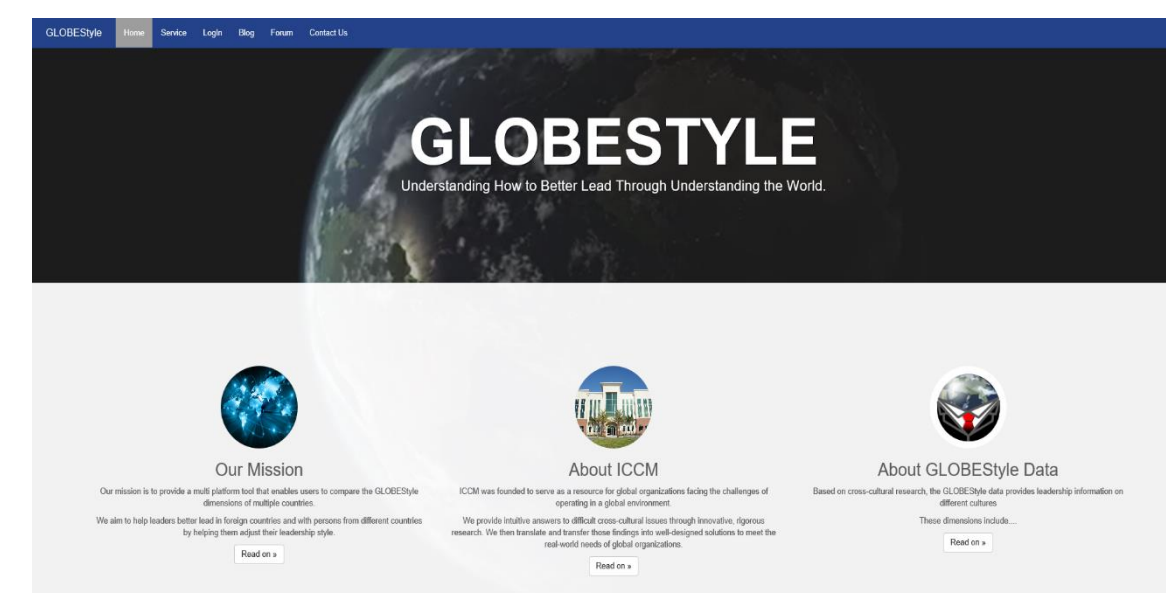 GLOBEStyle Home Service Login Blog Forum Contact Us
GLOBESTYLE
Understanding How to Better Lead Through Understanding the World.
Our Mission
Our mission is to provide a multi platform tool that enables users to compare the GLOBEStyle
dimensions of multiple countries.
We aim to help leaders better lead in foreign countries and with persons from different countries
by helping them adjust their leadership style.
Read on »
About ICCM
ICCM was founded to serve as a resource for global organizations facing the challenges of
operating in a global environment.
We provide intuitive answers to difficult cross-cultural issues through innovative, rigorous
research. We then translate and transfer those findings into well-designed solutions to meet the
real-world needs of global organizations.
Read on »
About GLOBEStyle Data
Based on cross-cultural research, the GLOBEStyle data provides leadership information on
different cultures
These dimensions include....
Read on »